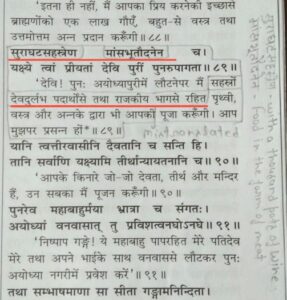 'इतना ही नहीं, मैं आपका प्रिय करनेकी इच्छासे
ब्राह्मणोंको एक लाख गौएँ, बहुत-से वस्त्र तथा
उत्तमोत्तम अन्न प्रदान करूँगी ॥ ८८ ॥
सुराघटसहस्रेण मांसभूतौदनेन च।
यक्ष्ये त्वां प्रीयतां देवि पुरीं पुनरुपागता॥ ८९॥
'देवि! पुनः अयोध्यापुरीमें लौटनेपर मैं सहस्रों
देवदुर्लभ पदार्थोंसे तथा राजकीय भागसे रहित पृथ्वी,
वस्त्र और अन्नके द्वारा भी आपकी पूजा करूँगी। आप
मुझपर प्रसन्न हों* ॥ ८९ ॥
mistranslated
यानि त्वत्तीरवासीनि दैवतानि च सन्ति हि।
तानि सर्वाणि यक्ष्यामि तीर्थान्यायतनानि च॥ ९०॥
'आपके किनारे जो-जो देवता, तीर्थ और मन्दिर
हैं, उन सबका मैं पूजन करूँगी॥ ९०॥
पुनरेव महाबाहुर्मया भ्रात्रा च संगतः।
अयोध्यां वनवासात् तु प्रविशत्वनघोऽनघे॥ ९१॥
'निष्पाप गङ्गे! ये महाबाहु पापरहित मेरे पतिदेव
मेरे तथा अपने भाईके साथ वनवाससे लौटकर पुनः
अयोध्या नगरीमें प्रवेश करें'॥ ९१॥
तथा सम्भाषमाणा सा सीता गङ्गामनिन्दिता।
सुराघटसहस्रेण - with a thousand pots of wine
food in the form of meat